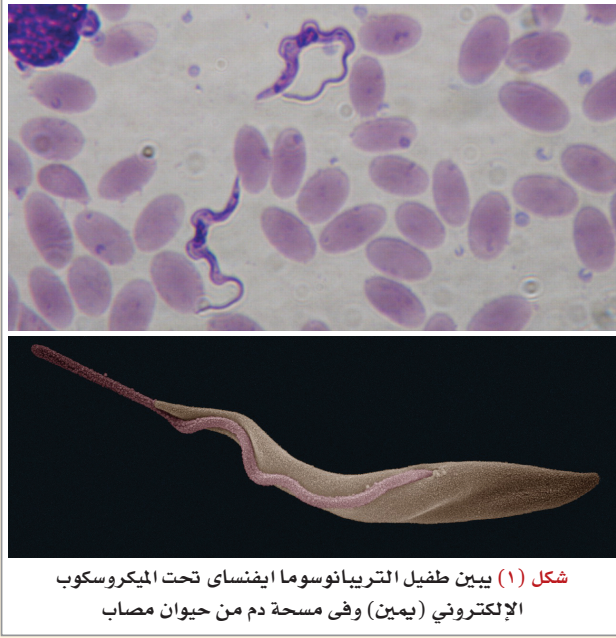 شكل (١) يبين طفيل التريبانوسوما ايفنساى تحت الميكروسكوب
الإلكتروني (يمين) وفى مسحة دم من حيوان مصاب